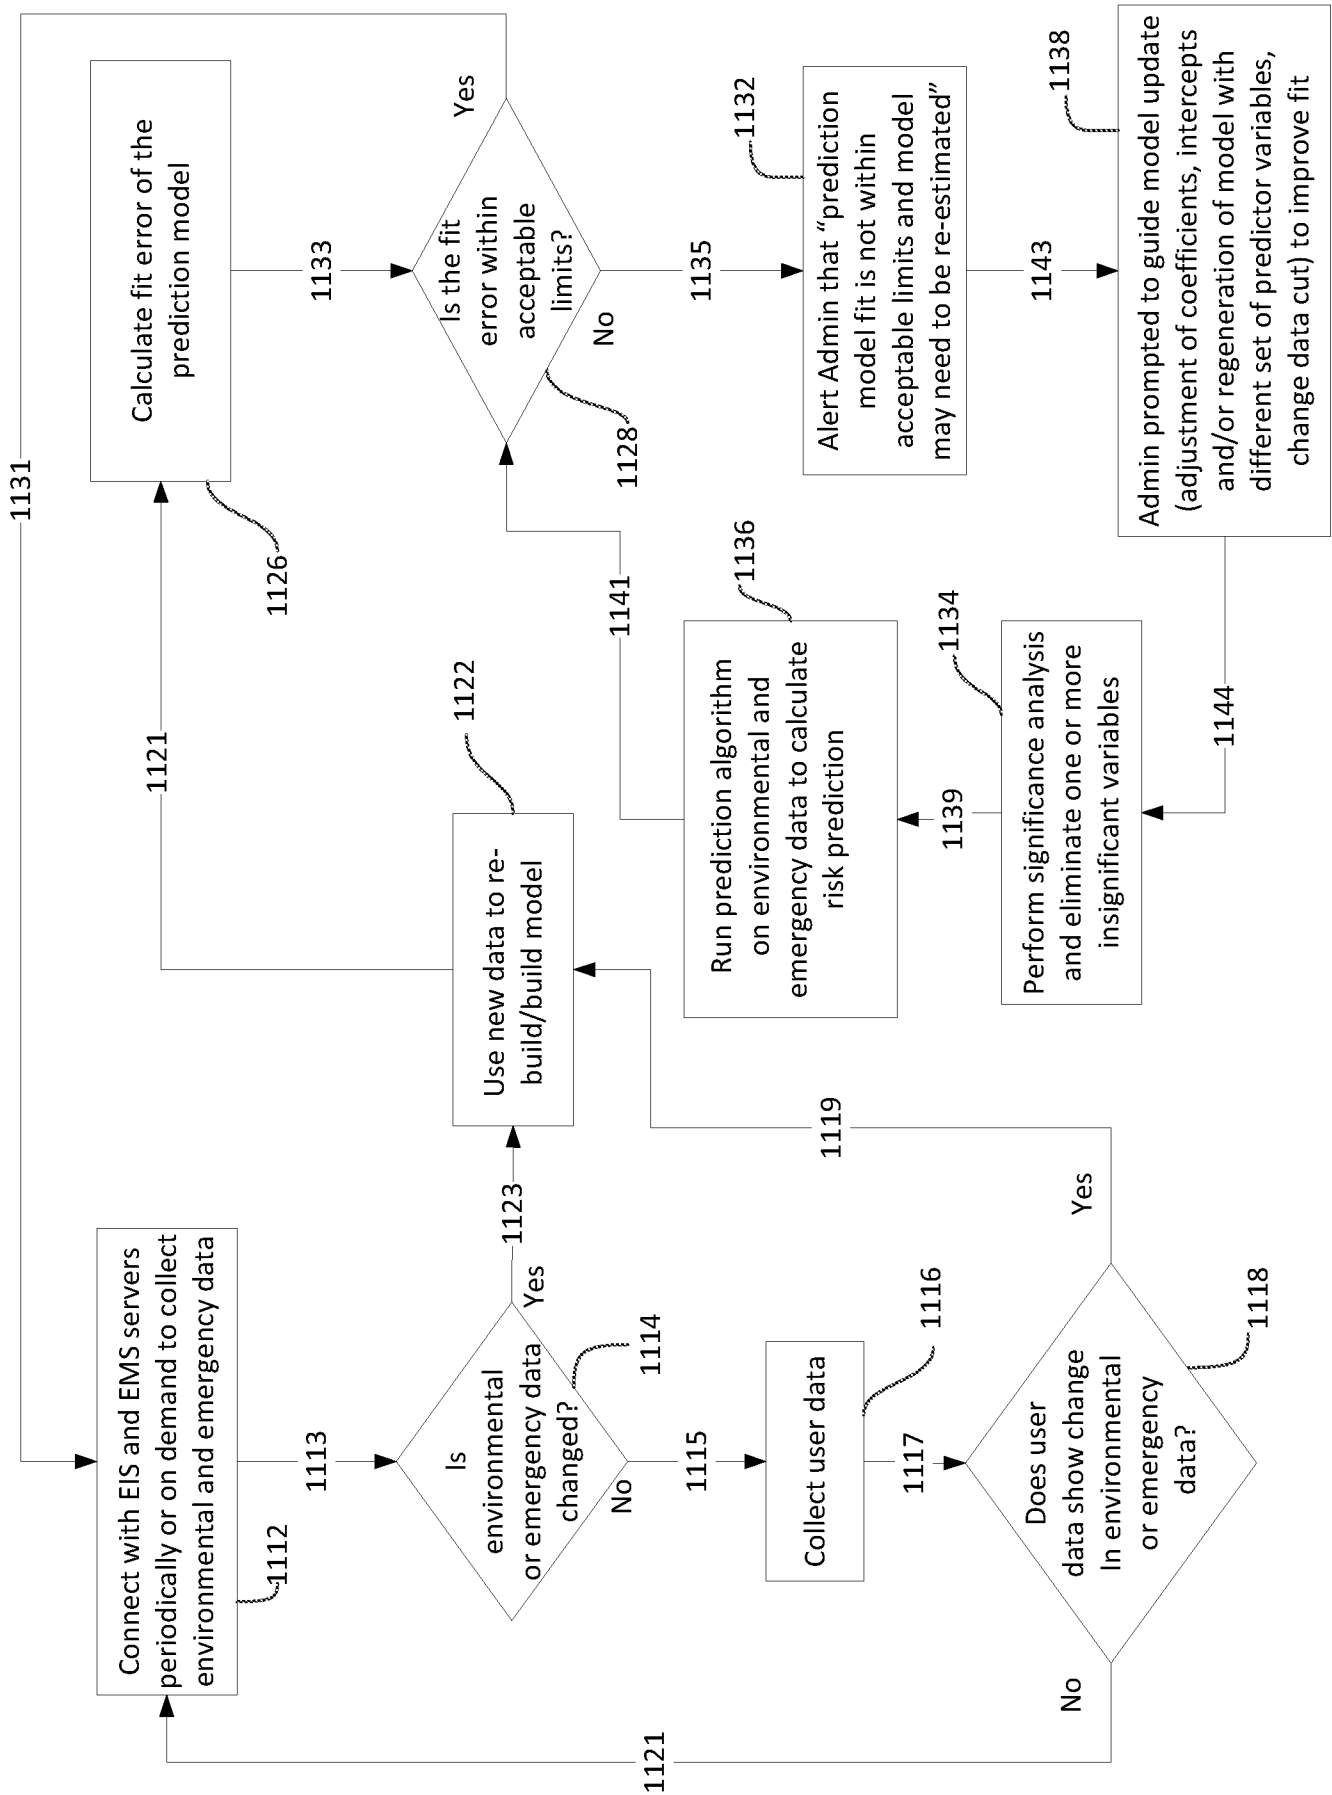 Connect with EIS and EMS servers
periodically or on demand to collect
environmental and emergency data
1112
1113
Is
environmental
or emergency data
changed?
1114
Yes
1123
No
1115
Collect user data
1116
1117
Does user
data show change
In environmental
or emergency
data?
1118
No
1121
Yes
1119
Use new data to re-
build/build model
1122
1121
Calculate fit error of the
prediction model
1126
1133
Is the fit
error within
acceptable
limits?
1128
Yes
1131
No
1135
Alert Admin that “prediction
model fit is not within
acceptable limits and model
may need to be re-estimated”
1132
1143
Admin prompted to guide model update
(adjustment of coefficients, intercepts
and/or regeneration of model with
different set of predictor variables,
change data cut) to improve fit
1138
1144
Perform significance analysis
and eliminate one or more
insignificant variables
1134
1139
Run prediction algorithm
on environmental and
emergency data to calculate
risk prediction
1136
1141